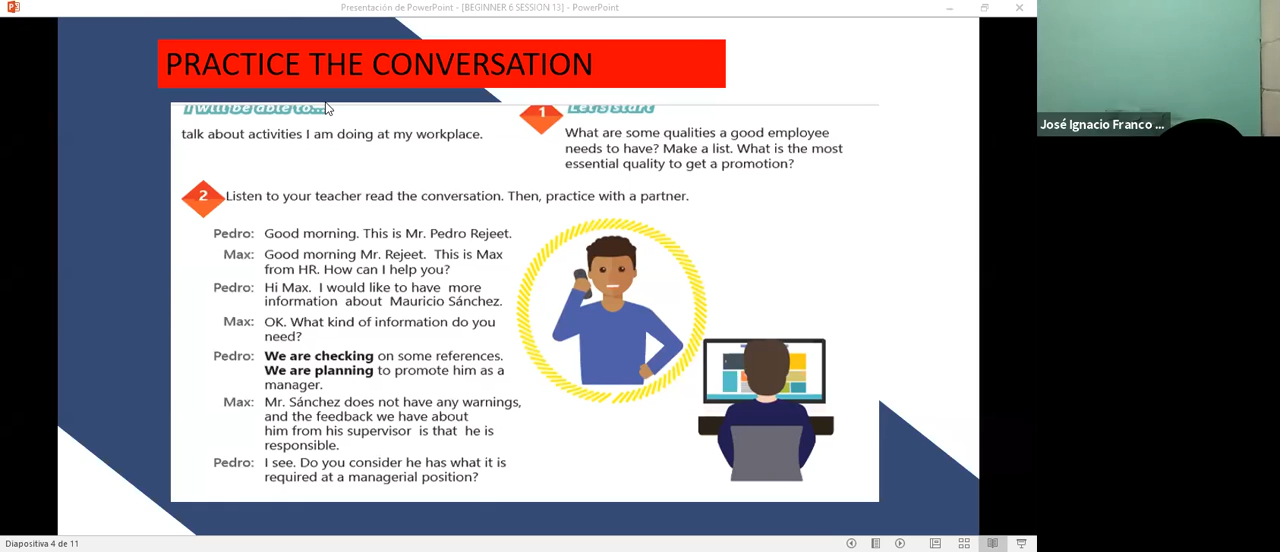 Presentación de PowerPoint - [BEGINNER 6 SESSION 13] - PowerPoint
PRACTICE THE CONVERSATION
I will be able to...
talk about activities I am doing at my workplace.
1 Let's start
What are some qualities a good employee
needs to have? Make a list. What is the most
essential quality to get a promotion?
2 Listen to your teacher read the conversation. Then, practice with a partner.
Pedro: Good morning. This is Mr. Pedro Rejeet.
Max: Good morning Mr. Rejeet. This is Max
from HR. How can I help you?
Pedro: Hi Max. I would like to have more
information about Mauricio Sánchez.
Max: OK. What kind of information do you
need?
Pedro: We are checking on some references.
We are planning to promote him as a
manager.
Max: Mr. Sánchez does not have any warnings,
and the feedback we have about
him from his supervisor is that he is
responsible.
Pedro: I see. Do you consider he has what it is
required at a managerial position?
José Ignacio Franco ...
Diapositiva 4 de 11